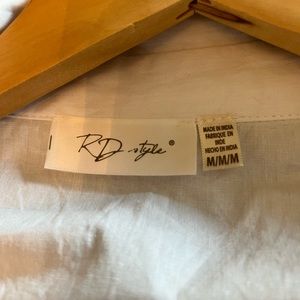 RD style®
MADE IN INDIA
FABRIQUE EN
INDE
HECHO EN INDIA
M/M/M